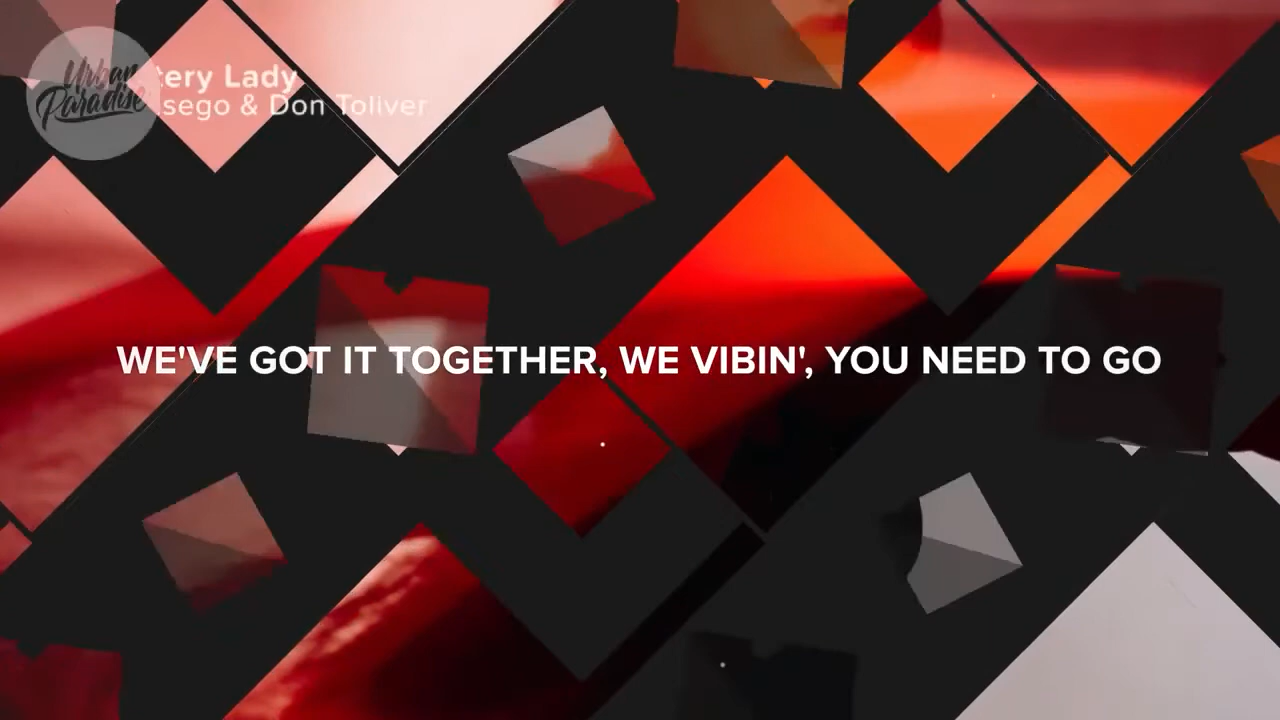 Urban
Paradise
tery Lady
sego & Don Toliver
WE'VE GOT IT TOGETHER, WE VIBIN', YOU NEED TO GO